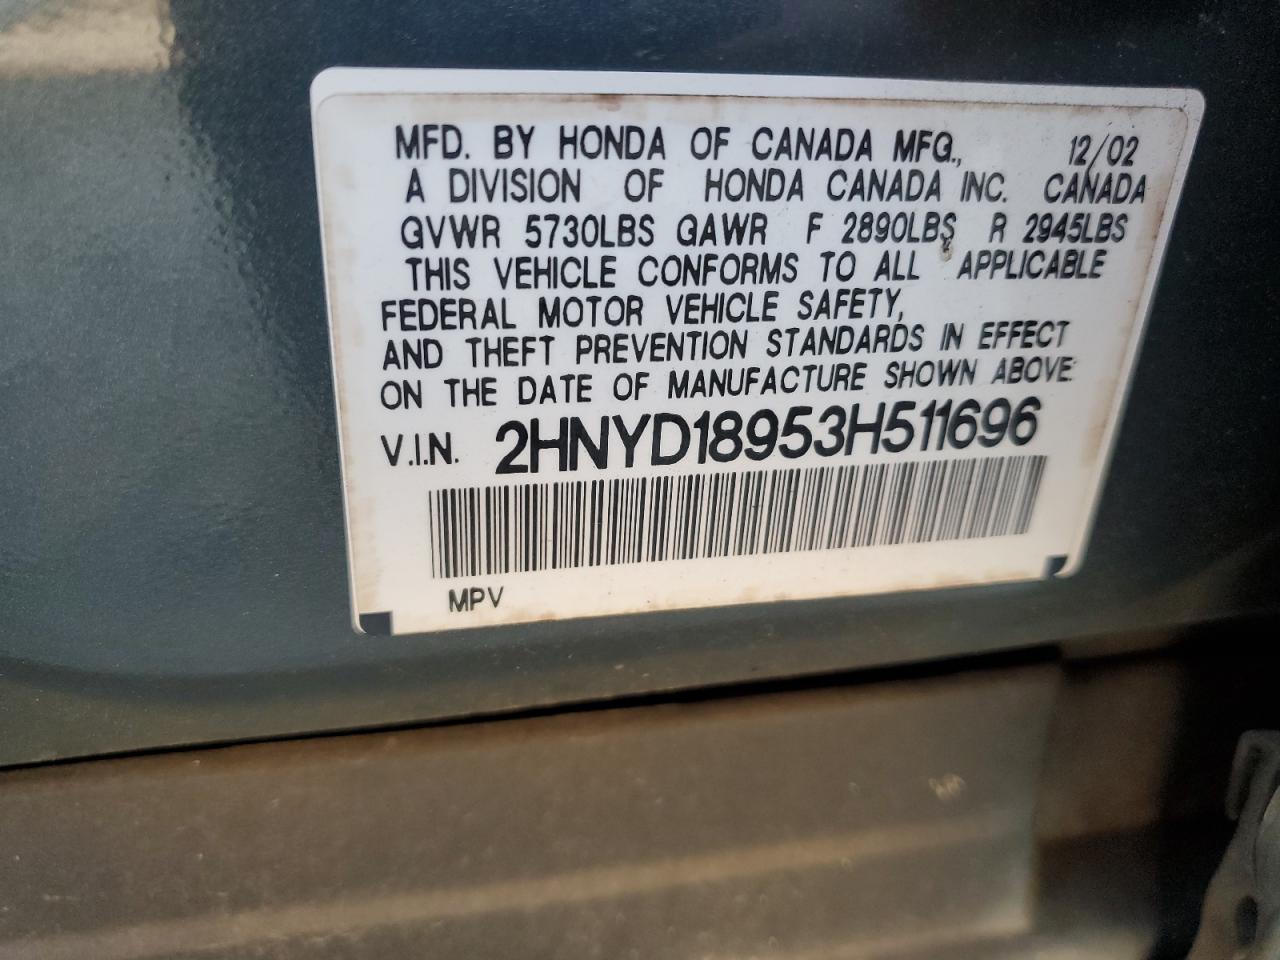 MFD. BY HONDA OF CANADA MFG., 12/02
A DIVISION OF HONDA CANADA INC. CANADA
GVWR 5730LBS GAWR F 2890LBS R 2945LBS
THIS VEHICLE CONFORMS TO ALL APPLICABLE
FEDERAL MOTOR VEHICLE SAFETY,
AND THEFT PREVENTION STANDARDS IN EFFECT
ON THE DATE OF MANUFACTURE SHOWN ABOVE
V.I.N. 2HNYD18953H511696
MPV